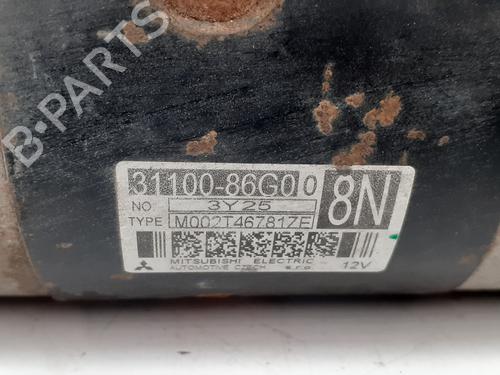 B-PARTS
31100-86G00 8N
NO 3Y25
TYPE M002T46781ZE
MITSUBISHI ELECTRIC
AUTOMOTIVE CZECH s.r.o. 12V